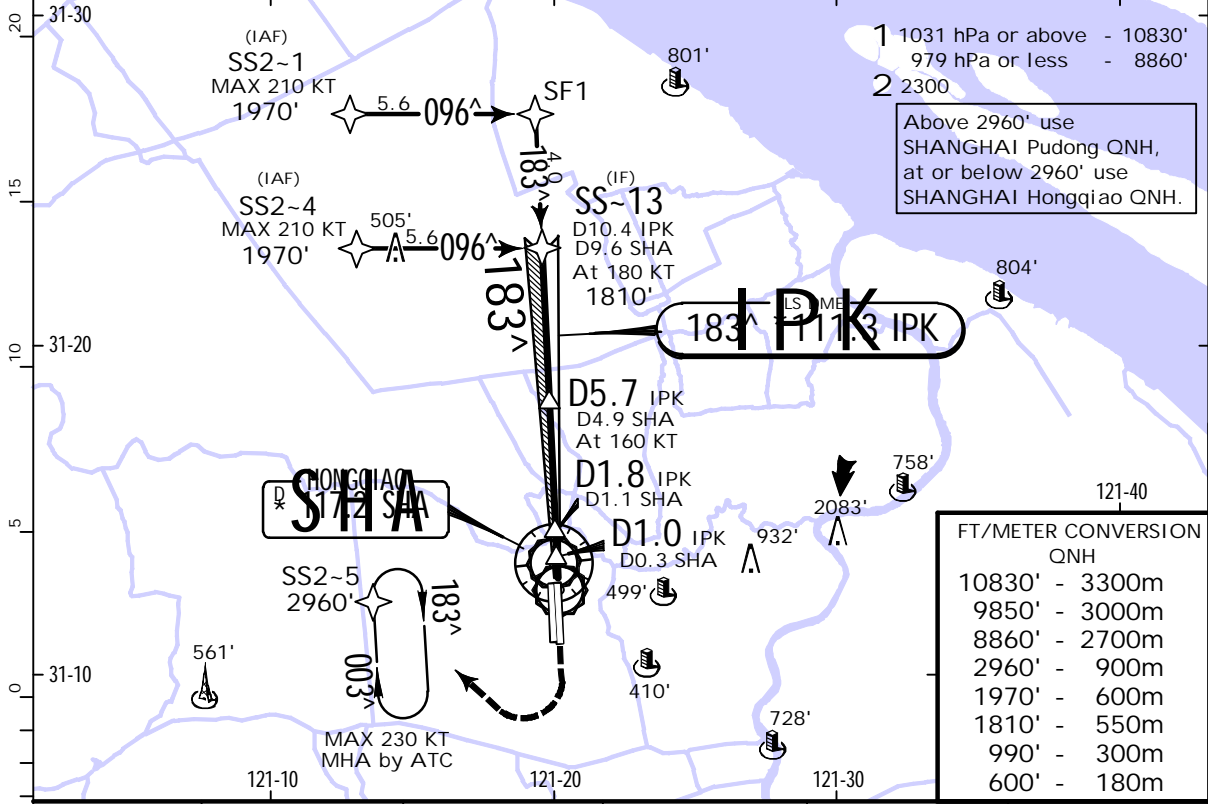 31-30
20
(IAF)
SS2~1
MAX 210 KT
1970'
5.6
096^
SF1
801'
1 1031 hPa or above - 10830'
979 hPa or less - 8860'
2 2300
Above 2960' use
SHANGHAI Pudong QNH,
at or below 2960' use
SHANGHAI Hongqiao QNH.
183^
4.0
15
(IAF)
SS2~4
MAX 210 KT
1970'
505'
5.6
096^
(IF)
SS~13
D10.4 IPK
D9.6 SHA
At 180 KT
1810'
183^
804'
IPK
183^ *111.3 IPK
10
31-20
D5.7 IPK
D4.9 SHA
At 160 KT
HONGQIAO
D
* 117.2 SHA
SHA
D1.8 IPK
D1.1 SHA
D1.0 IPK
D0.3 SHA
758'
2083'
932'
121-40
5
SS2~5
2960'
183^
003^
499'
410'
561'
31-10
0
MAX 230 KT
MHA by ATC
728'
121-10
121-20
121-30
FT/METER CONVERSION
QNH
10830' - 3300m
9850' - 3000m
8860' - 2700m
2960' - 900m
1970' - 600m
1810' - 550m
990' - 300m
600' - 180m